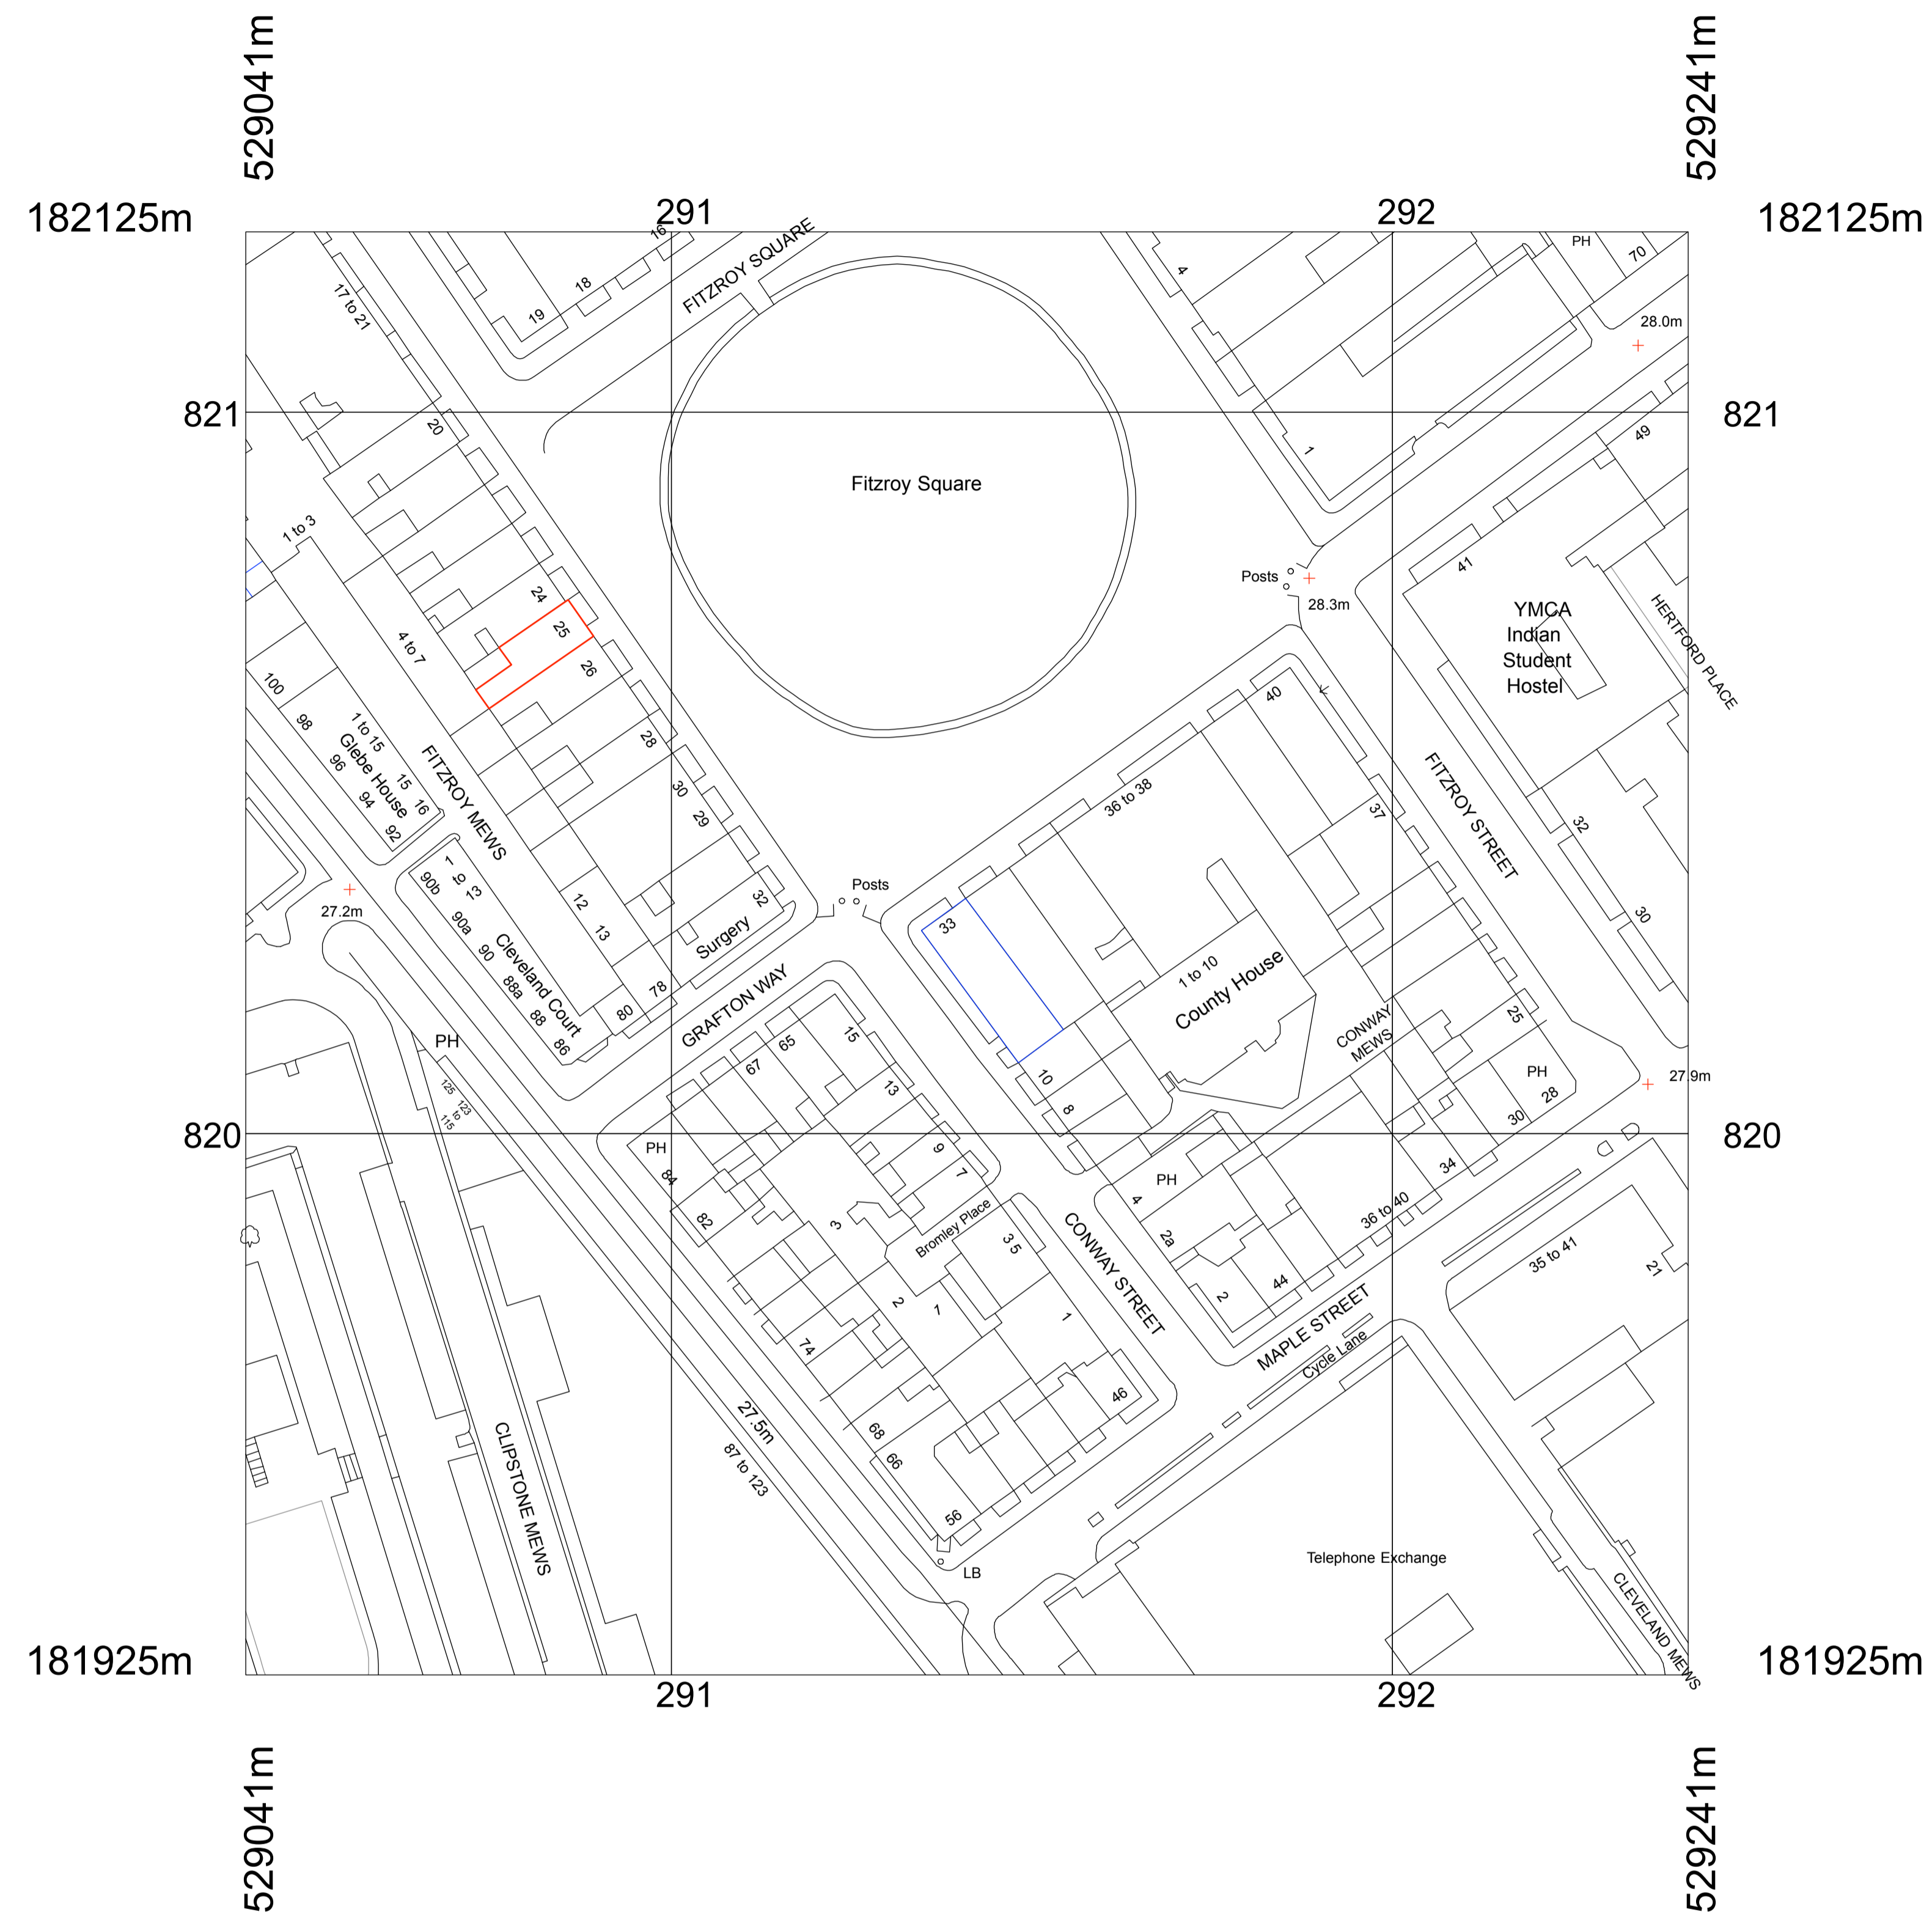 529041m
529241m
182125m
291
292
182125m
16
FITZROY SQUARE
PH
70
4
18
19
17 to 21
28.0m
821
821
20
49
1
Fitzroy Square
1 to 3
41
Posts
28.3m
24
25
26
4 to 7
YMCA
Indian
Student
Hostel
HERTFORD PLACE
100
98
96
94
92
1 to 15
Glebe House
15
16
FITZROY MEWS
28
30
29
40
36 to 38
37
FITZROY STREET
32
30
27.2m
90b
1
to
13
90a
90
88a
88
86
Cleveland Court
12
13
32
Surgery
Posts
33
78
80
GRAFTON WAY
1 to 10
County House
CONWAY
MEWS
25
PH
28
30
27.9m
PH
125
123
to
115
65
67
15
13
10
8
820
820
PH
84
82
9
7
3
Bromley Place
3 5
PH
4
2a
34
36 to 40
CONWAY STREET
35 to 41
21
2
44
2
1
1
74
MAPLE STREET
Cycle Lane
46
27.5m
87 to 123
68
66
56
CLIPSTONE MEWS
LB
Telephone Exchange
CLEVELAND MEWS
181925m
291
292
181925m
529041m
529241m